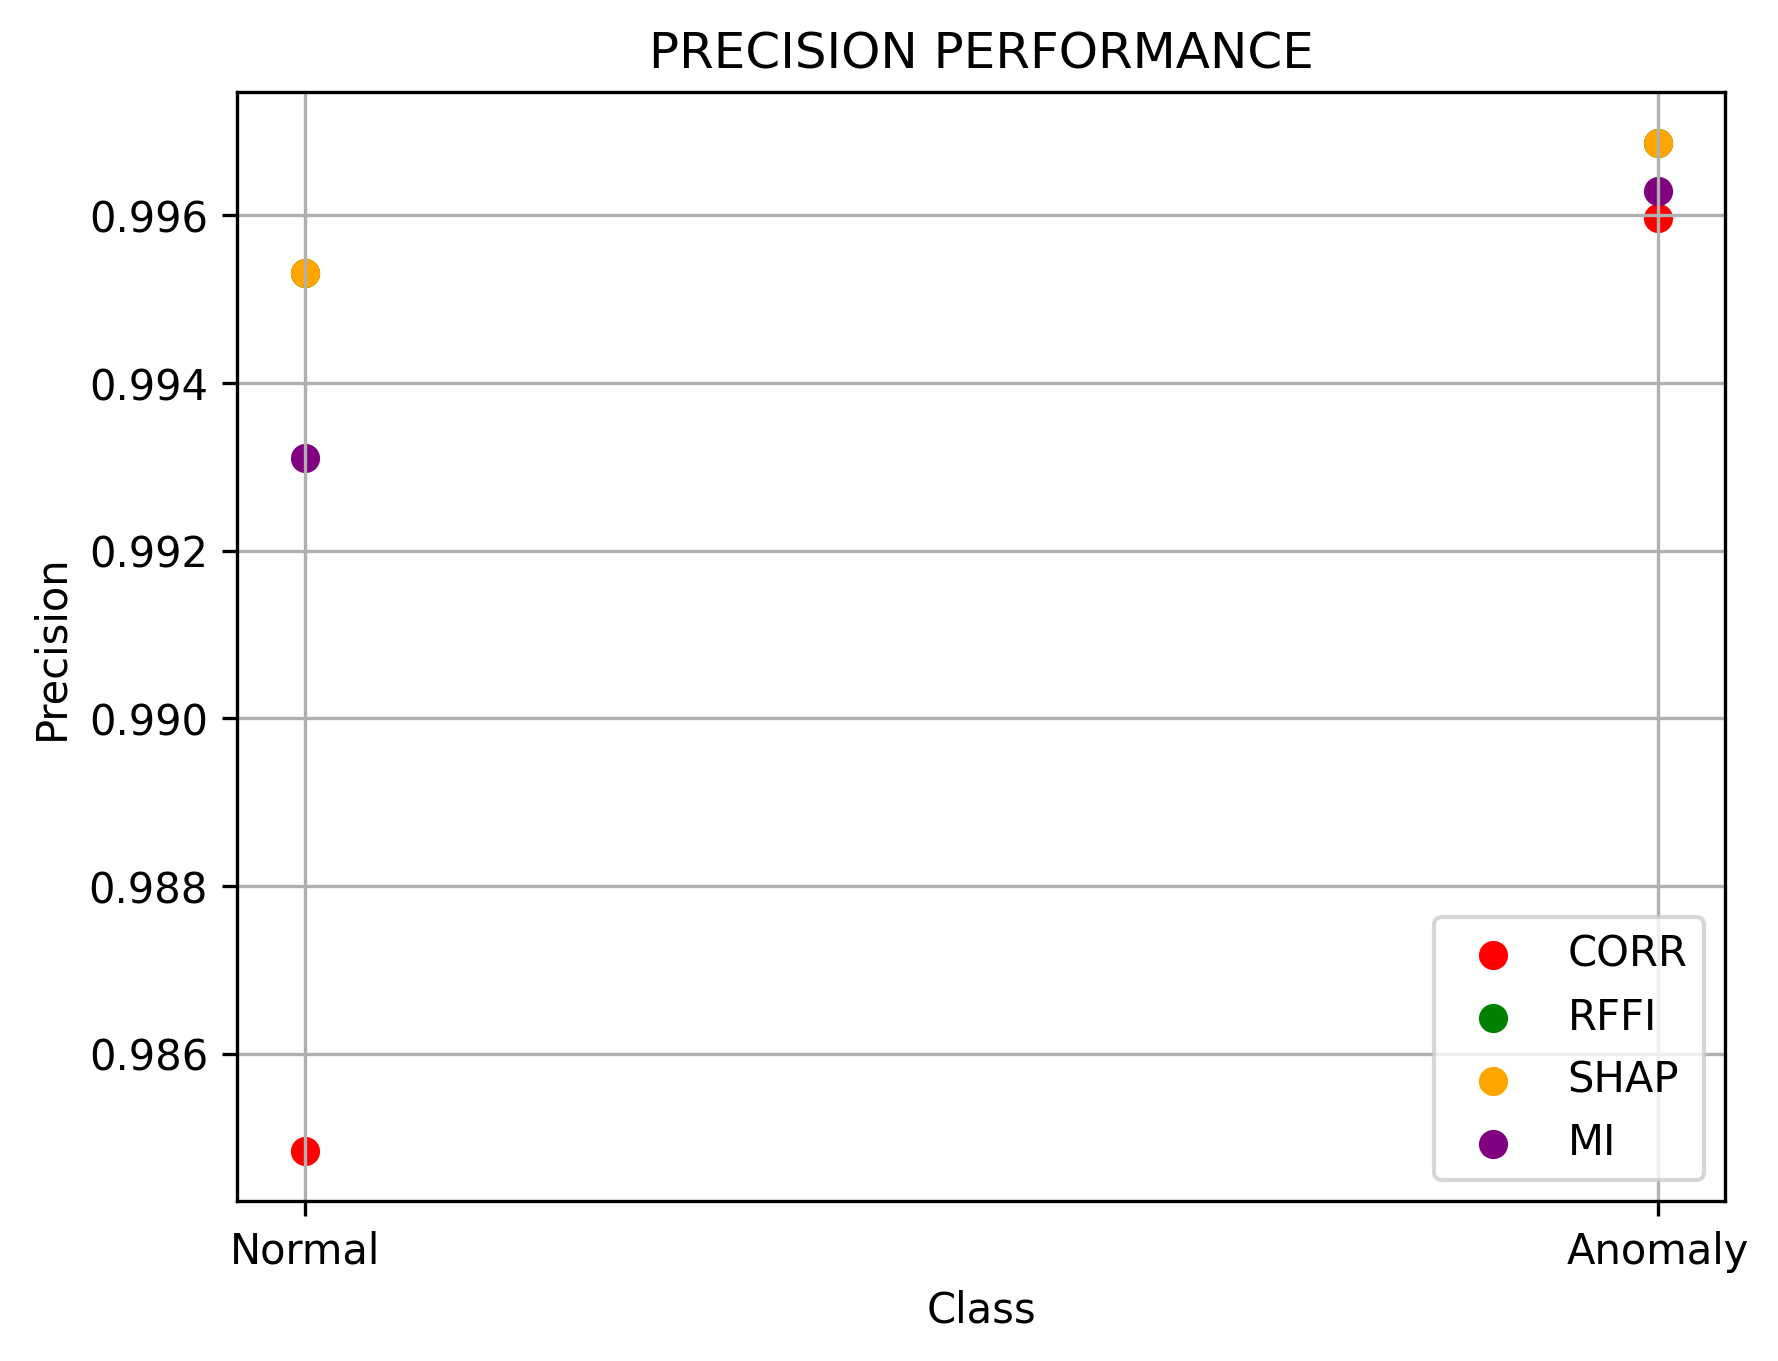 PRECISION PERFORMANCE
0.996
0.994
0.992
0.990
0.988
0.986
Precision
CORR
RFFI
SHAP
MI
Normal
Anomaly
Class